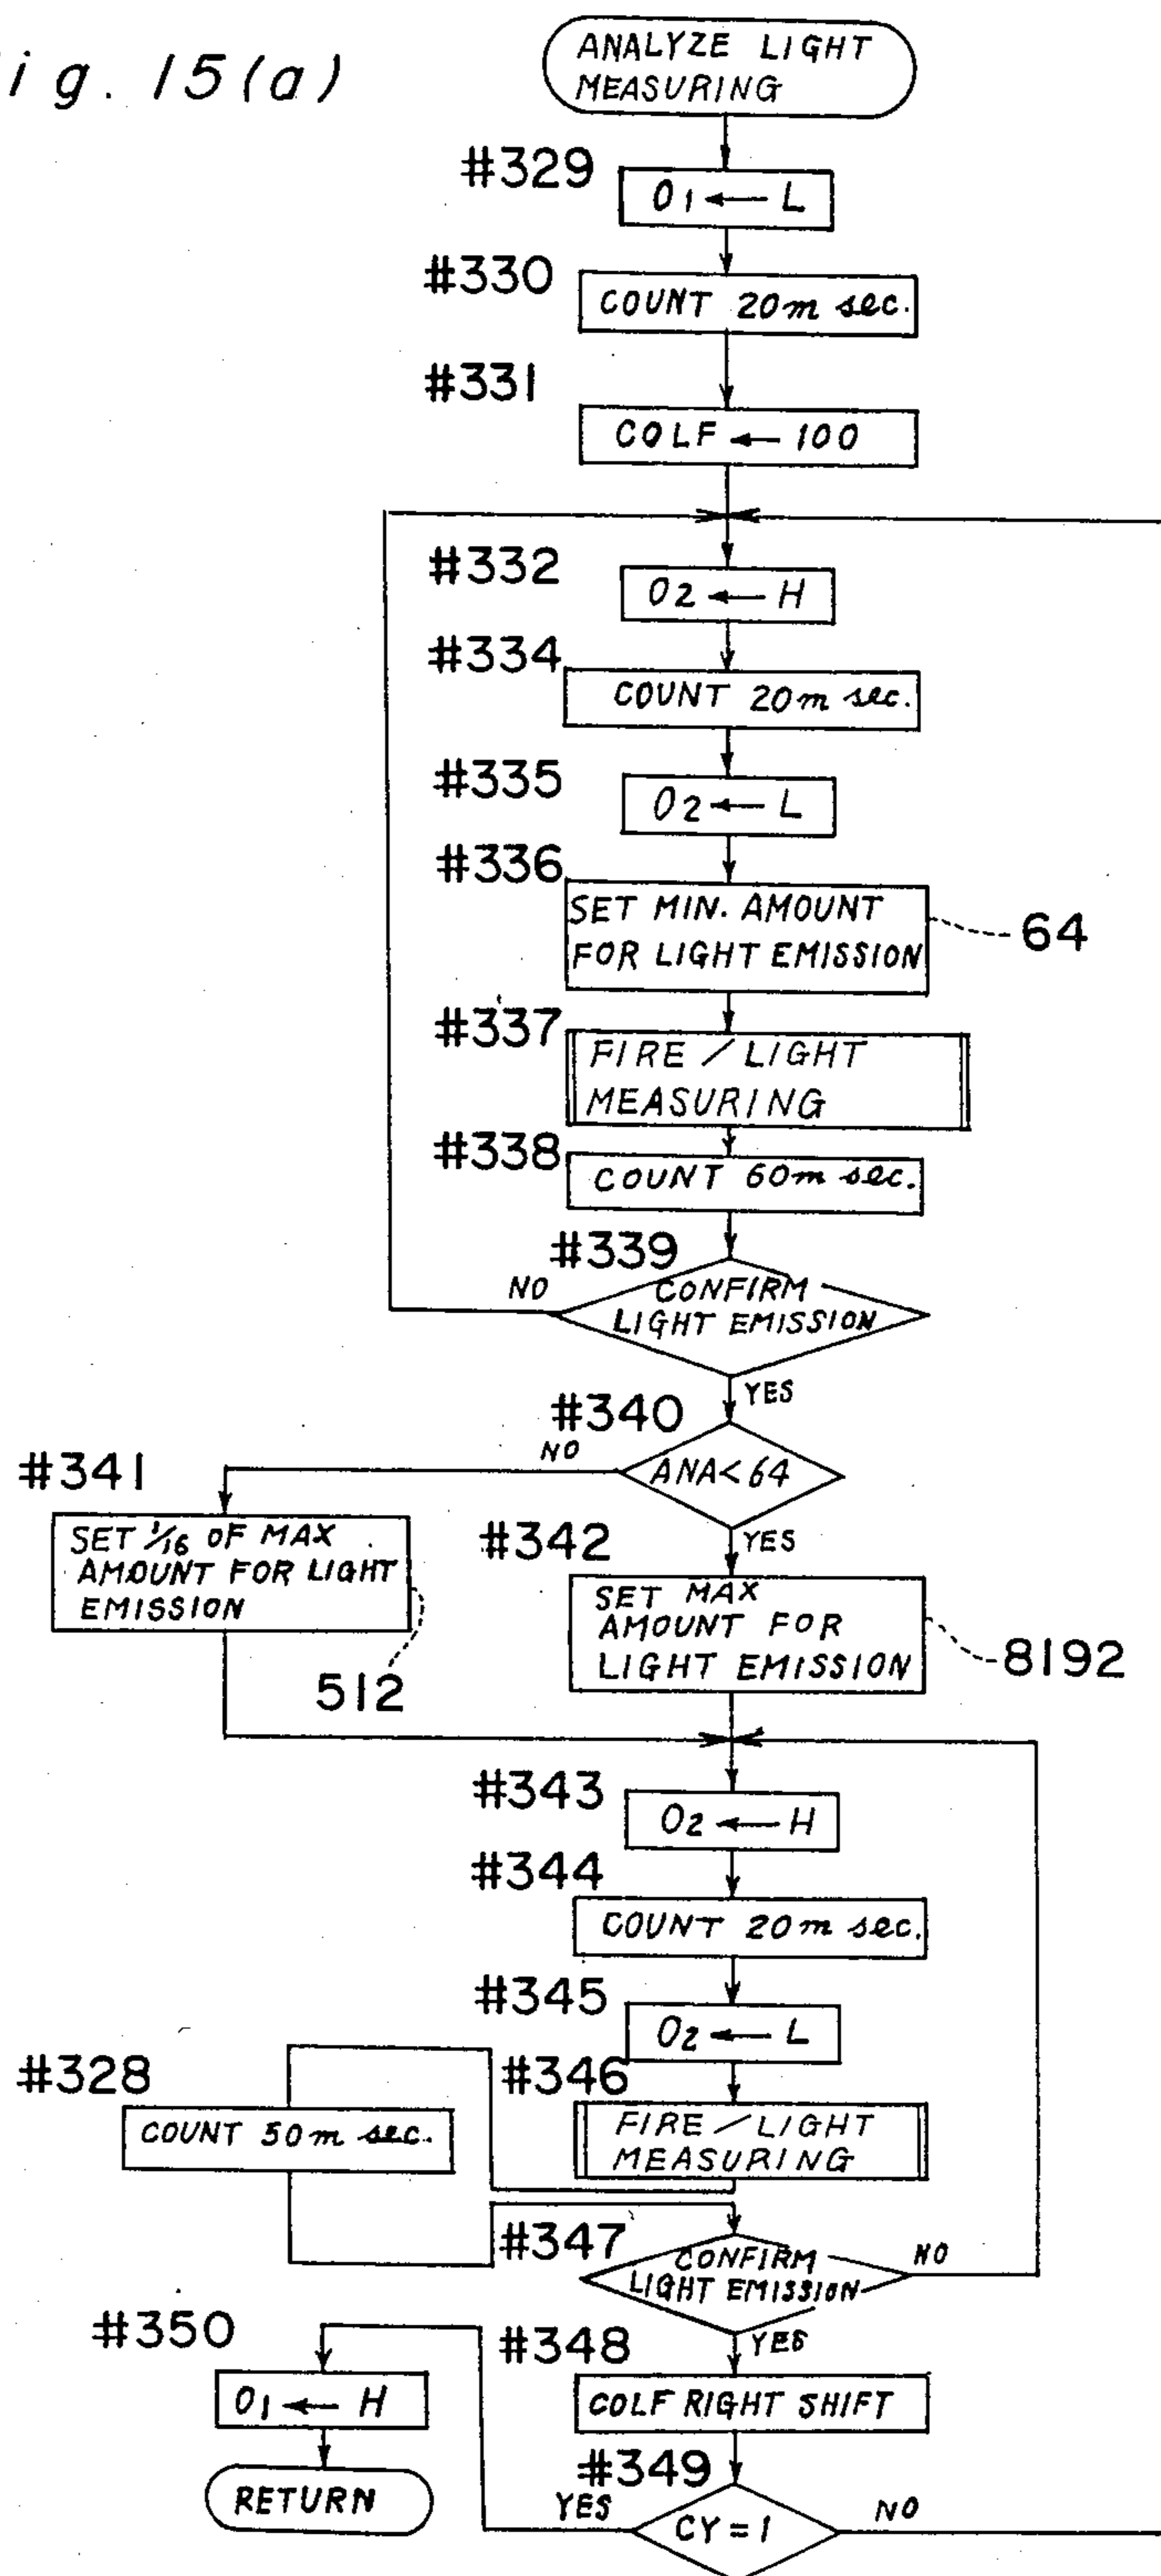 ig. 15(a)
ANALYZE LIGHT
MEASURING
#329
O1 ← L
#330
COUNT 20m sec.
#331
COLF ← 100
#332
O2 ← H
#334
COUNT 20m sec.
#335
O2 ← L
#336
SET MIN. AMOUNT
FOR LIGHT EMISSION
64
#337
FIRE / LIGHT
MEASURING
#338
COUNT 60m sec.
#339
CONFIRM
LIGHT EMISSION
NO
YES
#340
ANA<64
NO
YES
#341
SET 1/16 OF MAX
AMOUNT FOR LIGHT
EMISSION
512
#342
SET MAX
AMOUNT FOR
LIGHT EMISSION
8192
#343
O2 ← H
#344
COUNT 20m sec.
#345
O2 ← L
#328
COUNT 50m sec.
#346
FIRE / LIGHT
MEASURING
#347
CONFIRM
LIGHT EMISSION
NO
YES
#350
O1 ← H
RETURN
#348
COLF RIGHT SHIFT
#349
CY = 1
YES
NO